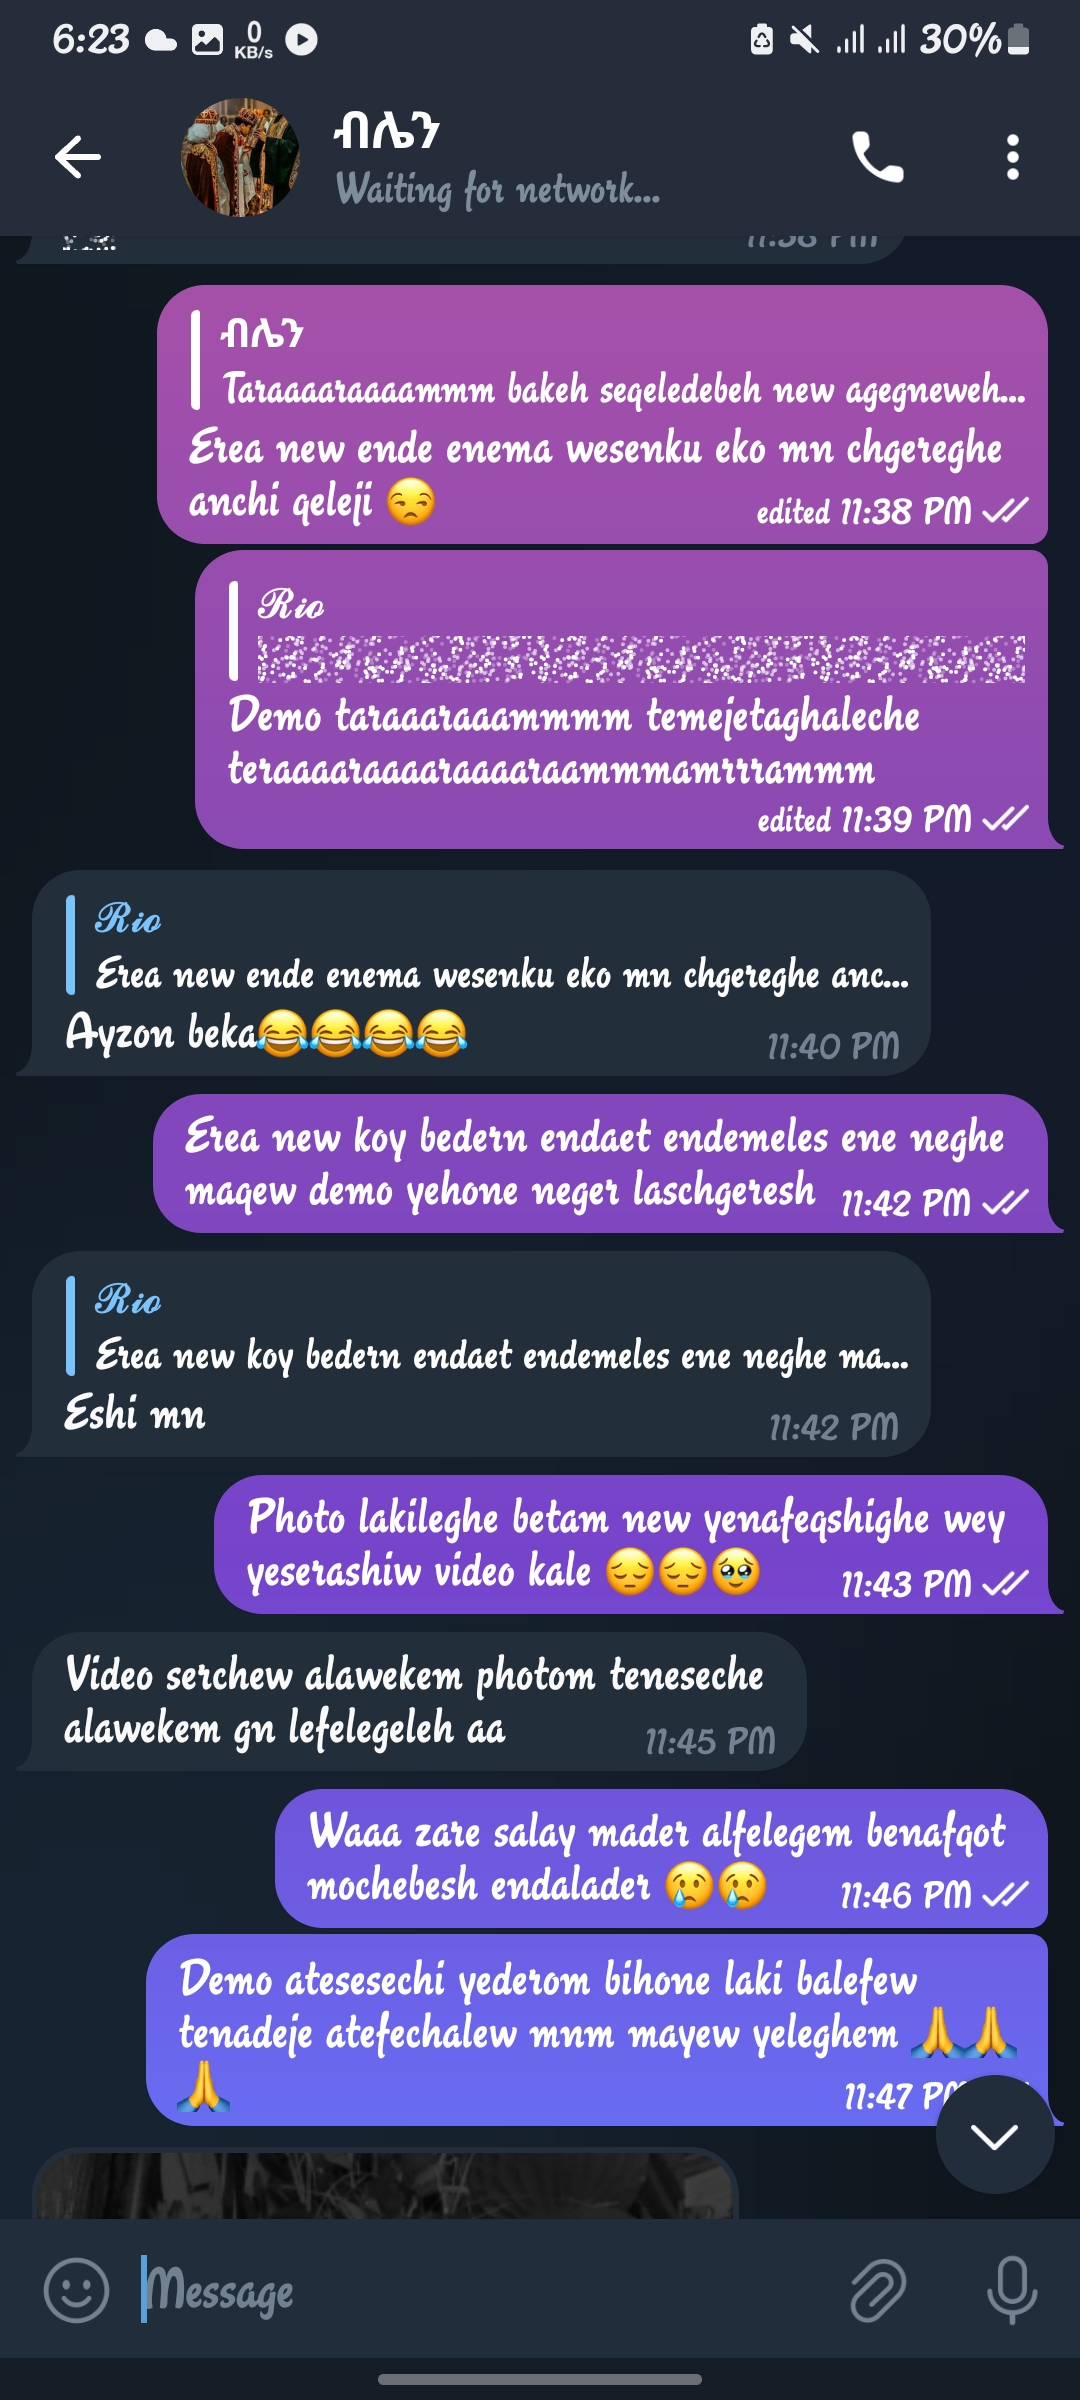 6:23
0
KB/s
30%
ብሌን
Waiting for network...
11:38 PM
ብሌን
Taraaaaraaaammm bakeh seqeledebeh new agegneweh...
Erea new ende enema wesenku eko mn chgereghe
anchi qeleji 😒
edited 11:38 PM
Rio
Demo taraaaraaammmm temejetaghaleche
teraaaaraaaaraaaaraammmamrrrammm
edited 11:39 PM
Rio
Erea new ende enema wesenku eko mn chgereghe anc...
Ayzon beka😂😂😂😂
11:40 PM
Erea new koy bedern endaet endemeles ene neghe
maqew demo yehone neger laschgeresh 11:42 PM
Rio
Erea new koy bedern endaet endemeles ene neghe ma...
Eshi mn
11:42 PM
Photo lakileghe betam new yenafeqshighe wey
yeserashiw video kale 😔😔🥹 11:43 PM
Video serchew alawekem photom teneseche
alawekem gn lefelegeleh aa 11:45 PM
Waaa zare salay mader alfelegem benafqot
mochebesh endalader 😢😢 11:46 PM
Demo atesesechi yederom bihone laki balefew
tenadeje atefechalew mnm mayew yeleghem 🙏🙏
🙏 11:47 PM
Message